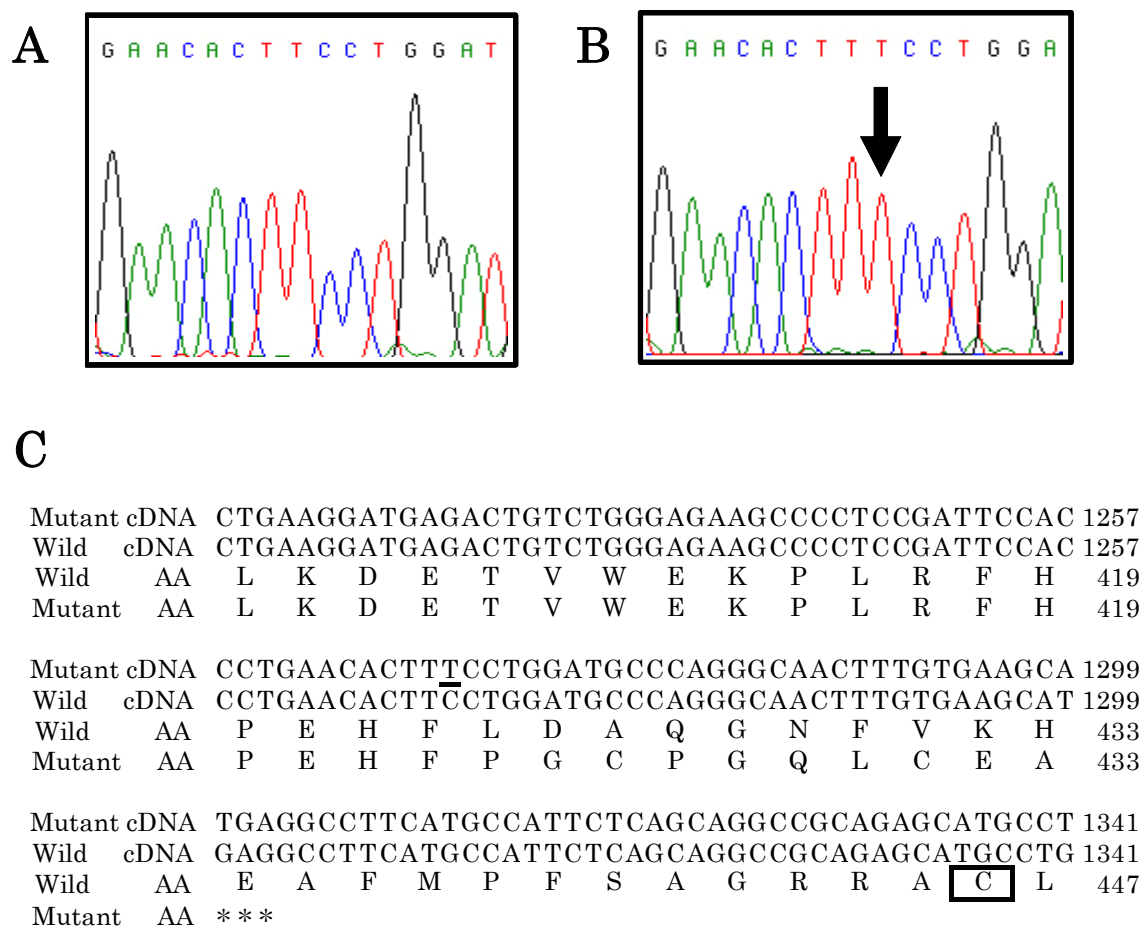 A
G A A C A C T T C C T G G A T
B
G A A C A C T T T C C T G G A
C
Mutant cDNA CTGAAGGATGAGACTGTCTGGGAGAAGCCCCTCCGATTCCAC 1257
Wild cDNA CTGAAGGATGAGACTGTCTGGGAGAAGCCCCTCCGATTCCAC 1257
Wild AA L K D E T V W E K P L R F H 419
Mutant AA L K D E T V W E K P L R F H 419
Mutant cDNA CCTGAACACTTTCCTGGATGCCCAGGGCAACTTTGTGAAGCA 1299
Wild cDNA CCTGAACACTTCCTGGATGCCCAGGGCAACTTTGTGAAGCAT 1299
Wild AA P E H F L D A Q G N F V K H 433
Mutant AA P E H F P G C P G Q L C E A 433
Mutant cDNA TGAGGCCTTCATGCCATTCTCAGCAGGCCGCAGAGCATGCCT 1341
Wild cDNA GAGGCCTTCATGCCATTCTCAGCAGGCCGCAGAGCATGCCTG 1341
Wild AA E A F M P F S A G R R A C L 447
Mutant AA ***